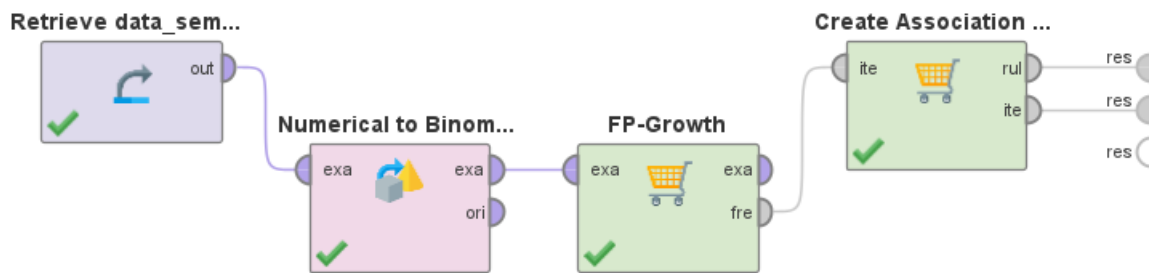 Retrieve data_sem...
out
Numerical to Binom...
exa
exa
ori
FP-Growth
exa
exa
fre
Create Association ...
ite
rul
ite
res
res
res